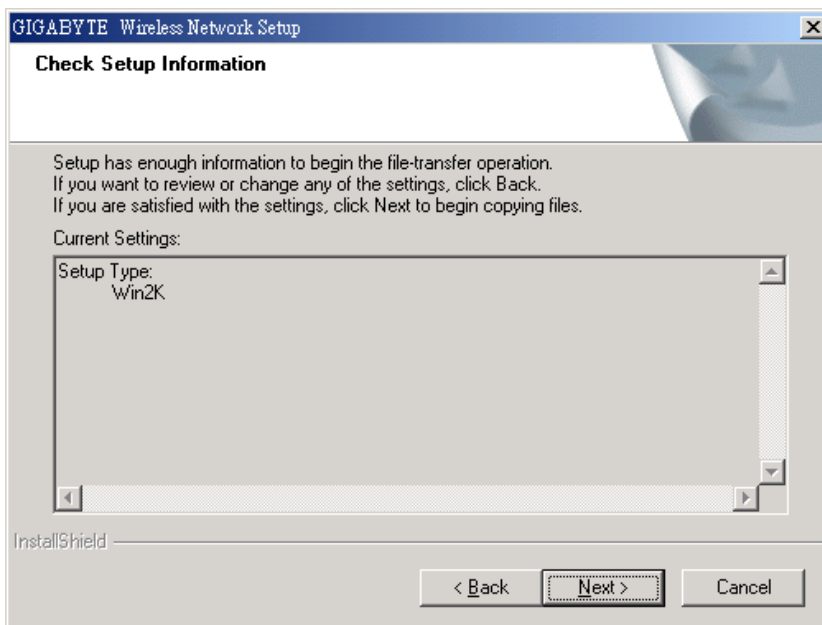 GIGABYTE Wireless Network Setup
Check Setup Information
Setup has enough information to begin the file-transfer operation.
If you want to review or change any of the settings, click Back.
If you are satisfied with the settings, click Next to begin copying files.
Current Settings:
Setup Type:
Win2K
InstallShield
< Back
Next >
Cancel